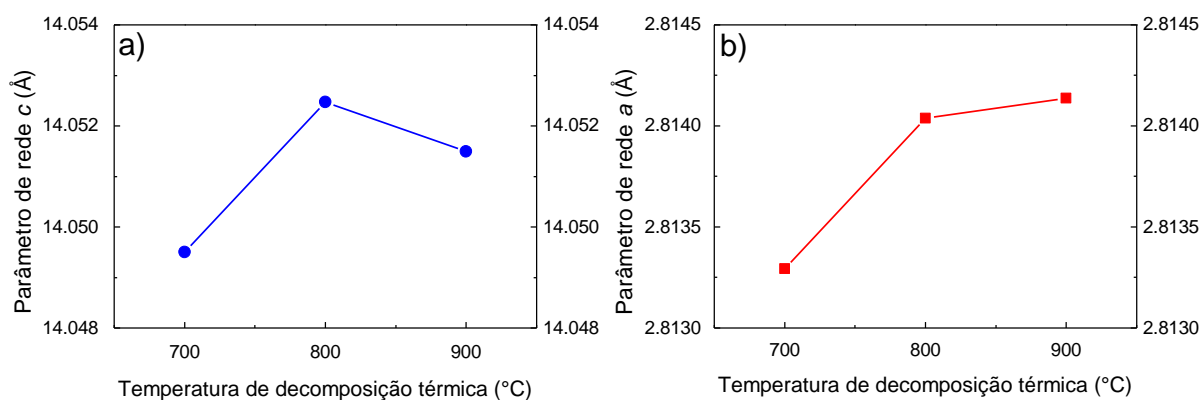 a)
14.054
14.052
14.050
14.048
Parâmetro de rede c (Å)
14.054
14.052
14.050
14.048
700 800 900
Temperatura de decomposição térmica (°C)
b)
2.8145
2.8140
2.8135
2.8130
Parâmetro de rede a (Å)
2.8145
2.8140
2.8135
2.8130
700 800 900
Temperatura de decomposição térmica (°C)